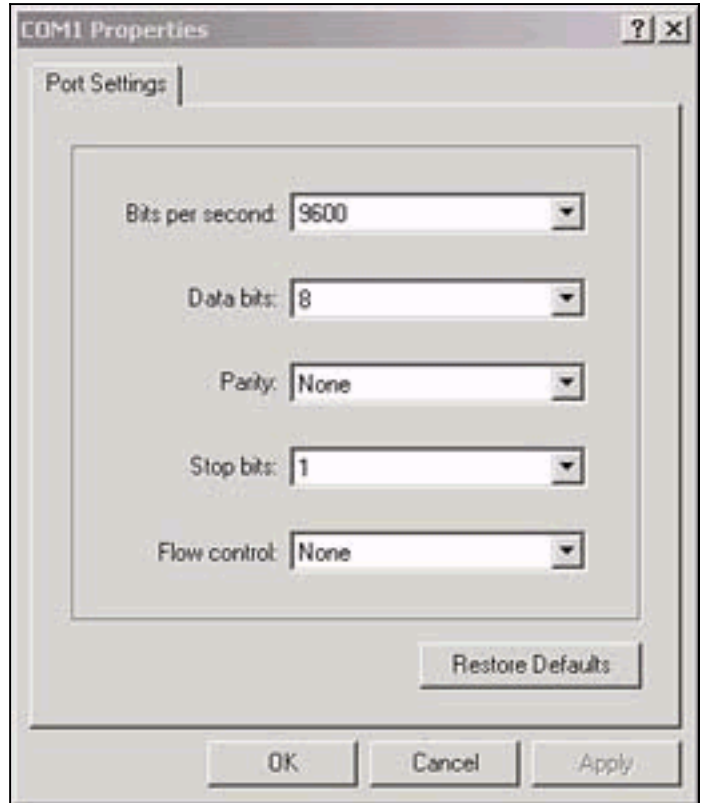 COM1 Properties
? X
Port Settings
Bits per second: 9600
Data bits: 8
Parity: None
Stop bits: 1
Flow control: None
Restore Defaults
OK Cancel Apply